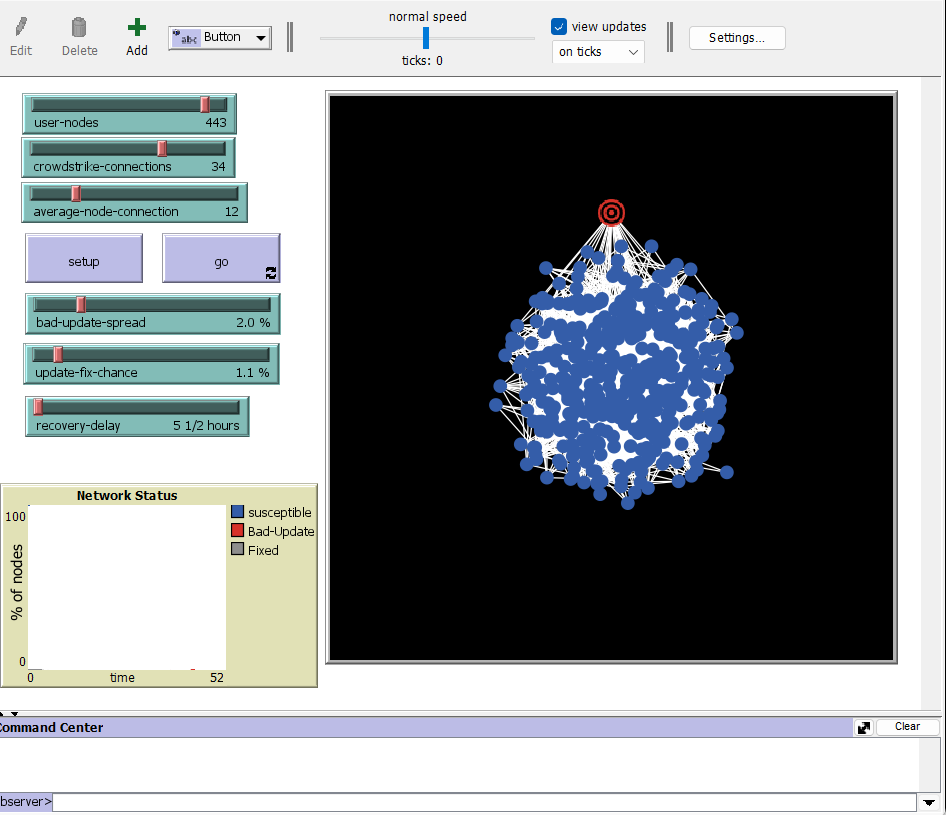 normal speed
Edit
Delete
Add
abc Button
ticks: 0
view updates
on ticks
Settings...
user-nodes 443
crowdstrike-connections 34
average-node-connection 12
setup
go
bad-update-spread 2.0 %
update-fix-chance 1.1 %
recovery-delay 5 1/2 hours
Network Status
100
% of nodes
0
0 time 52
susceptible
Bad-Update
Fixed
ommand Center
Clear
bserver>